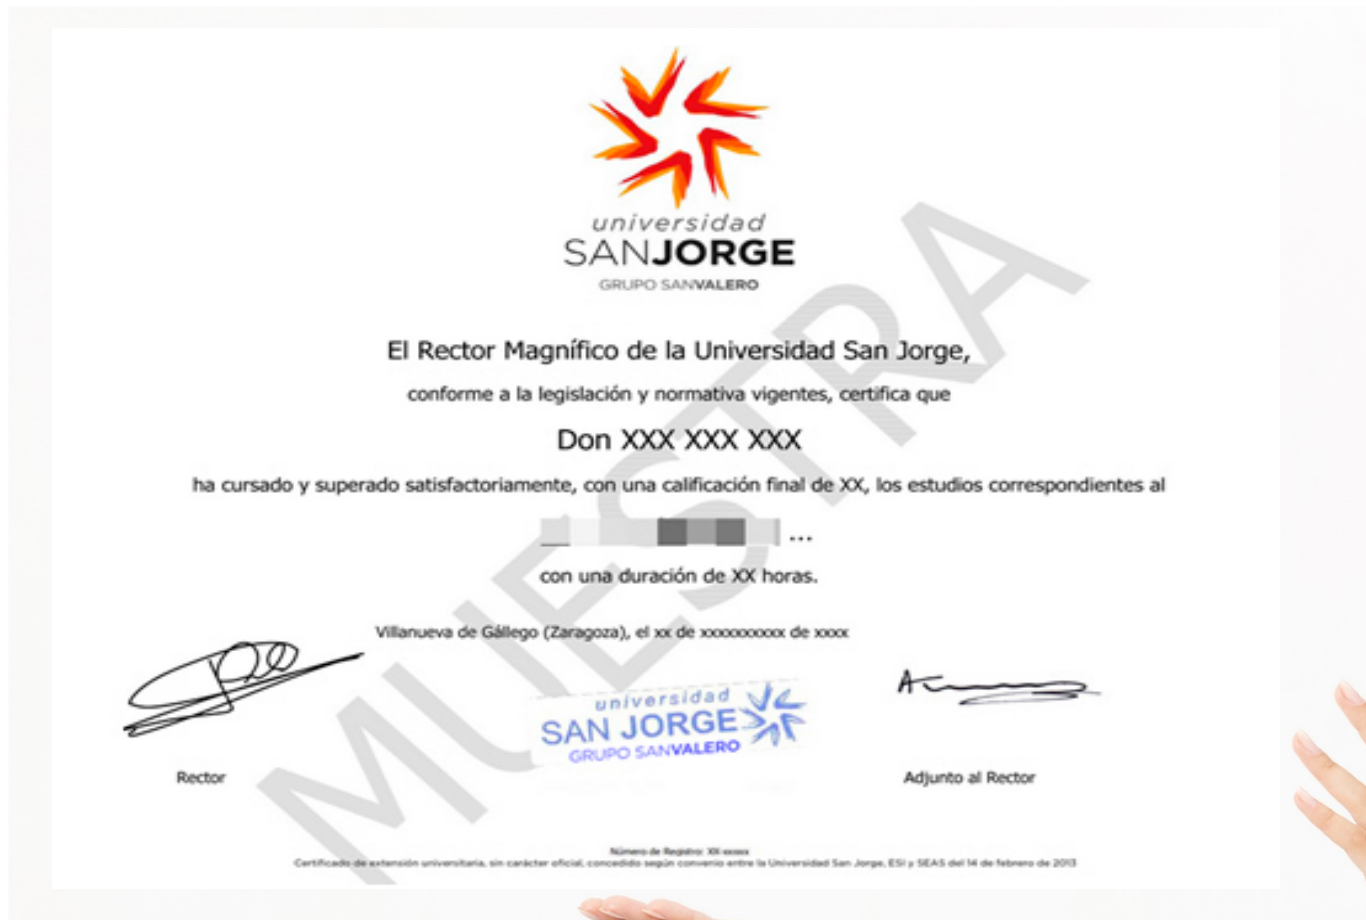 universidad
SANJORGE
GRUPO SANVALERO
El Rector Magnífico de la Universidad San Jorge,
conforme a la legislación y normativa vigentes, certifica que
Don XXX XXX XXX
ha cursado y superado satisfactoriamente, con una calificación final de XX, los estudios correspondientes al
...
con una duración de XX horas.
Villanueva de Gállego (Zaragoza), el xx de xxxxxxxxxx de xxxx
universidad
SAN JORGE
GRUPO SANVALERO
Rector
Adjunto al Rector
Número de Registro: XX-xxxxx
Certificado de extensión universitaria, sin carácter oficial, concedido según convenio entre la Universidad San Jorge, ESI y SEAS del 14 de febrero de 2013
MUESTRA